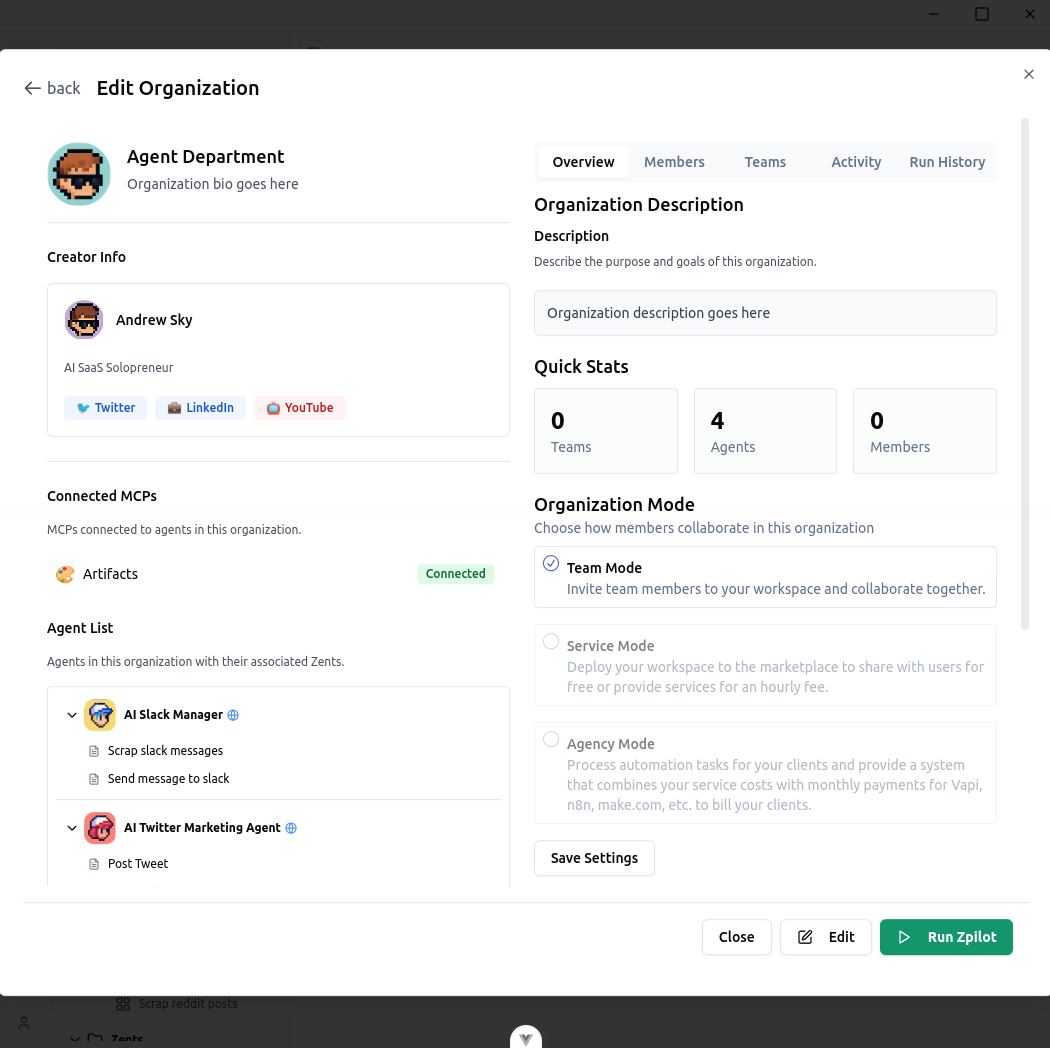 back
Edit Organization
Agent Department
Organization bio goes here
Creator Info
Andrew Sky
AI SaaS Solopreneur
Twitter
LinkedIn
YouTube
Connected MCPs
MCPs connected to agents in this organization.
Artifacts
Connected
Agent List
Agents in this organization with their associated Zents.
AI Slack Manager
Scrap slack messages
Send message to slack
AI Twitter Marketing Agent
Post Tweet
Overview
Members
Teams
Activity
Run History
Organization Description
Description
Describe the purpose and goals of this organization.
Organization description goes here
Quick Stats
0
Teams
4
Agents
0
Members
Organization Mode
Choose how members collaborate in this organization
Team Mode
Invite team members to your workspace and collaborate together.
Service Mode
Deploy your workspace to the marketplace to share with users for
free or provide services for an hourly fee.
Agency Mode
Process automation tasks for your clients and provide a system
that combines your service costs with monthly payments for Vapi,
n8n, make.com, etc. to bill your clients.
Save Settings
Close
Edit
Run Zpilot
Scrap reddit posts
Zents